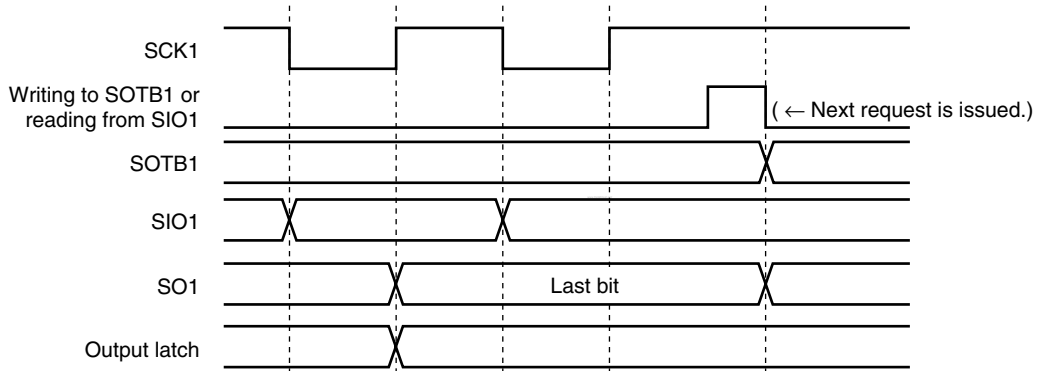 SCK1
Writing to SOTB1 or
reading from SIO1
( ← Next request is issued.)
SOTB1
SIO1
SO1
Last bit
Output latch